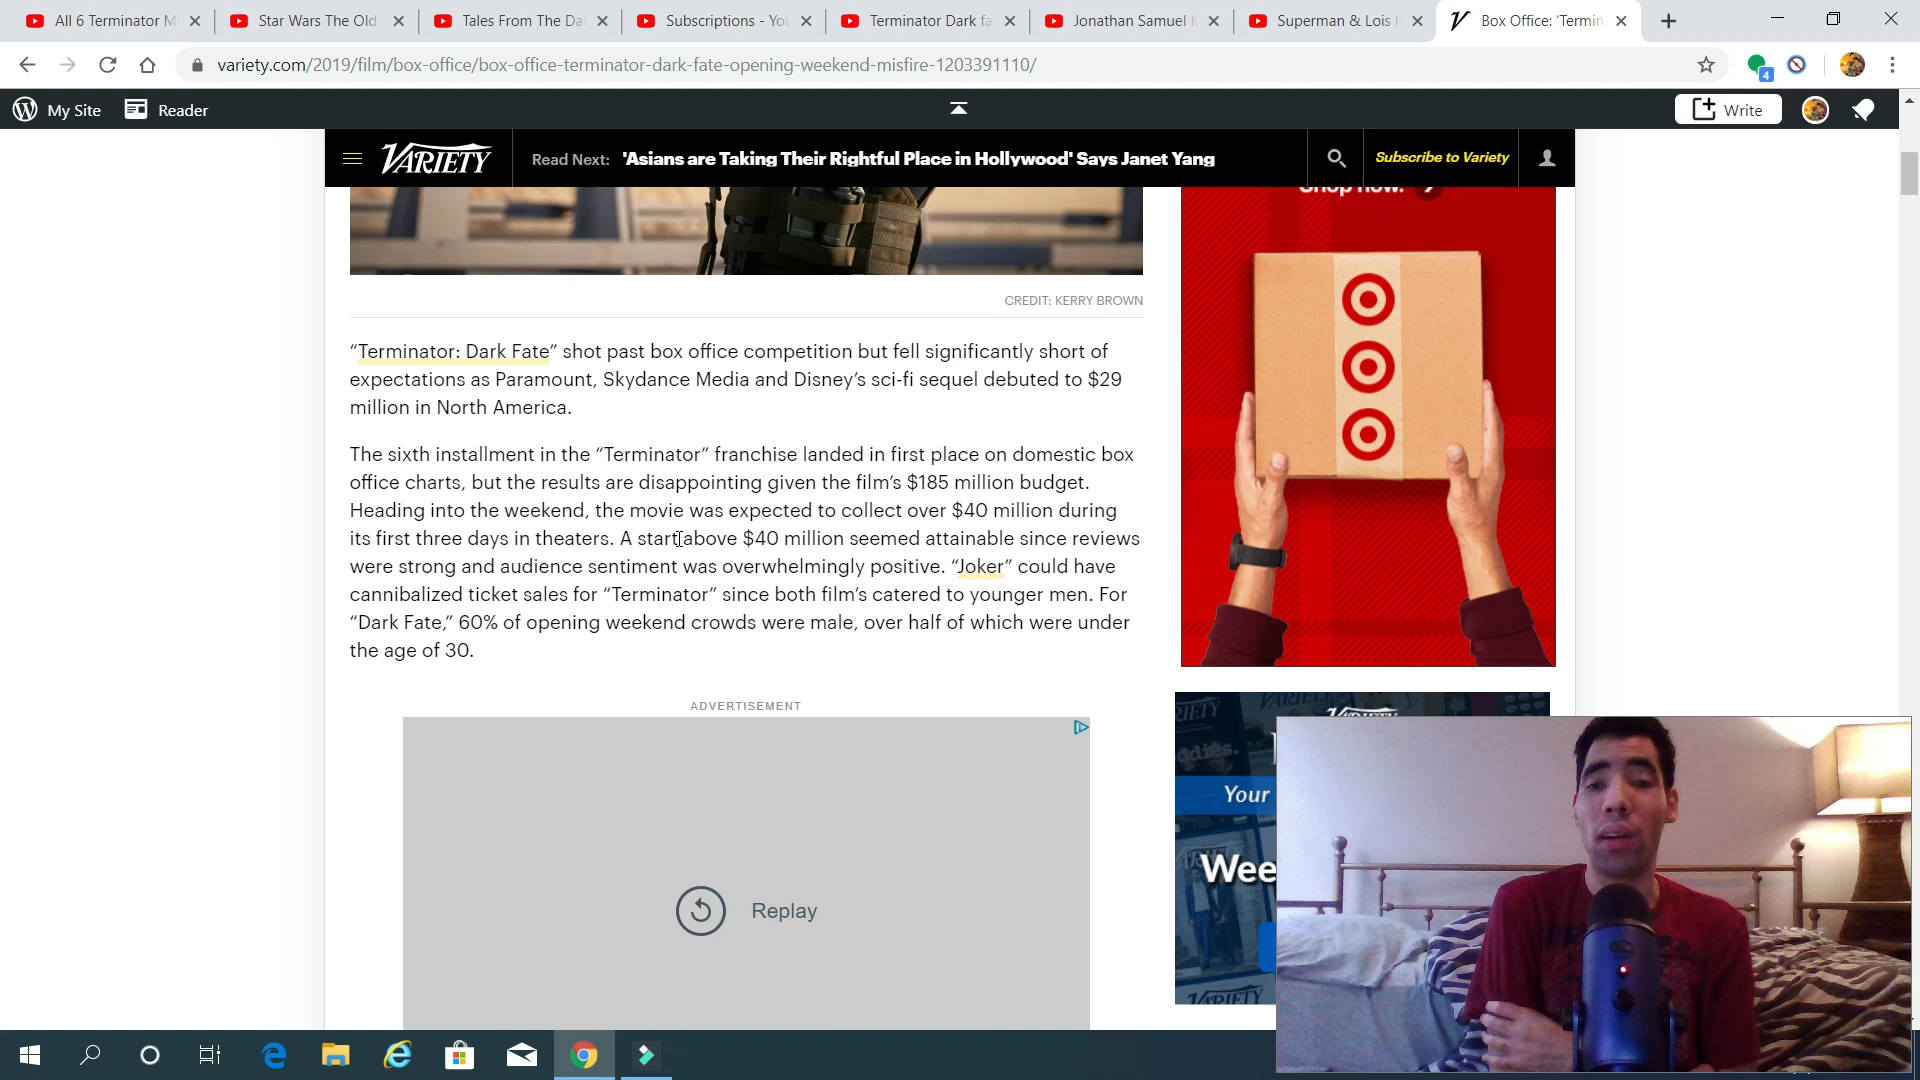 All 6 Terminator M
Star Wars The Old
Tales From The Da
Subscriptions - You
Terminator Dark fa
Jonathan Samuel K
Superman & Lois
Box Office: ‘Termin
variety.com/2019/film/box-office/box-office-terminator-dark-fate-opening-weekend-misfire-1203391110/
4
My Site
Reader
Write
VARIETY
Read Next: 'Asians are Taking Their Rightful Place in Hollywood' Says Janet Yang
Subscribe to Variety
Shop now.
CREDIT: KERRY BROWN
“Terminator: Dark Fate” shot past box office competition but fell significantly short of
expectations as Paramount, Skydance Media and Disney’s sci-fi sequel debuted to $29
million in North America.
The sixth installment in the “Terminator” franchise landed in first place on domestic box
office charts, but the results are disappointing given the film’s $185 million budget.
Heading into the weekend, the movie was expected to collect over $40 million during
its first three days in theaters. A start above $40 million seemed attainable since reviews
were strong and audience sentiment was overwhelmingly positive. “Joker” could have
cannibalized ticket sales for “Terminator” since both film’s catered to younger men. For
“Dark Fate,” 60% of opening weekend crowds were male, over half of which were under
the age of 30.
ADVERTISEMENT
Replay
Your
Wee
VARIETY